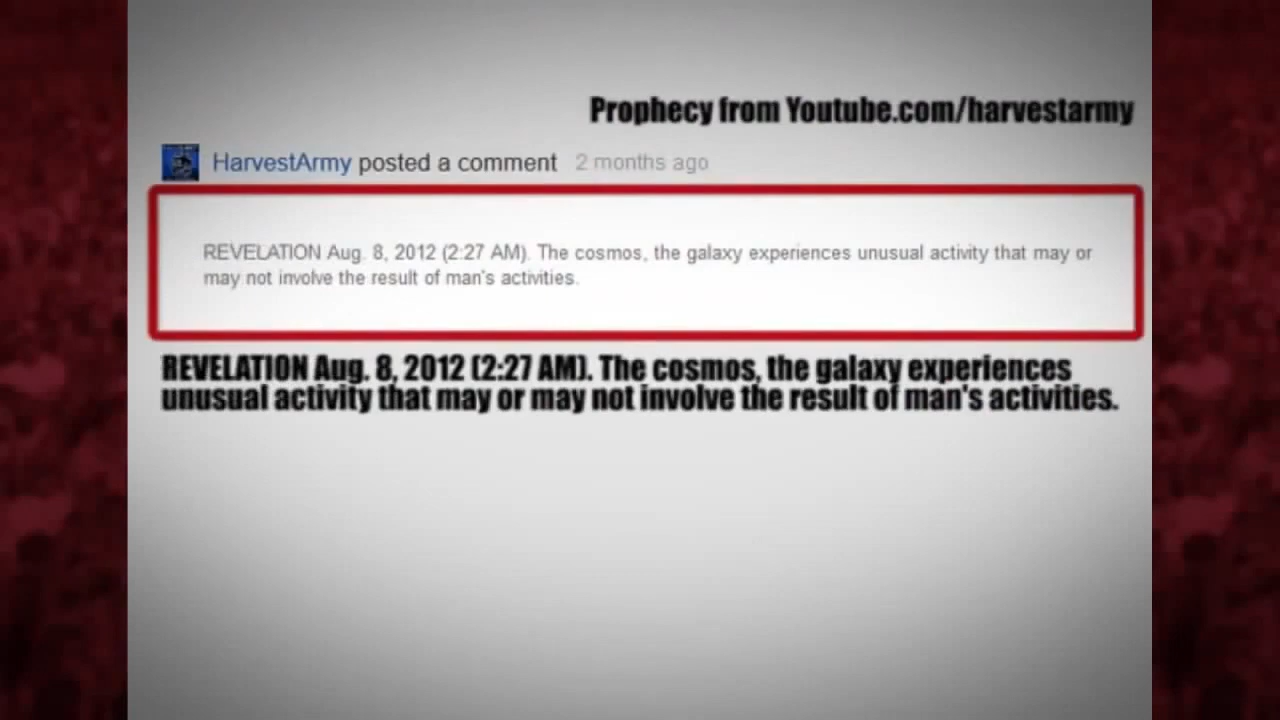 Prophecy from Youtube.com/harvestarmy
HarvestArmy posted a comment 2 months ago
REVELATION Aug. 8, 2012 (2:27 AM). The cosmos, the galaxy experiences unusual activity that may or
may not involve the result of man's activities.
REVELATION Aug. 8, 2012 (2:27 AM). The cosmos, the galaxy experiences
unusual activity that may or may not involve the result of man's activities.